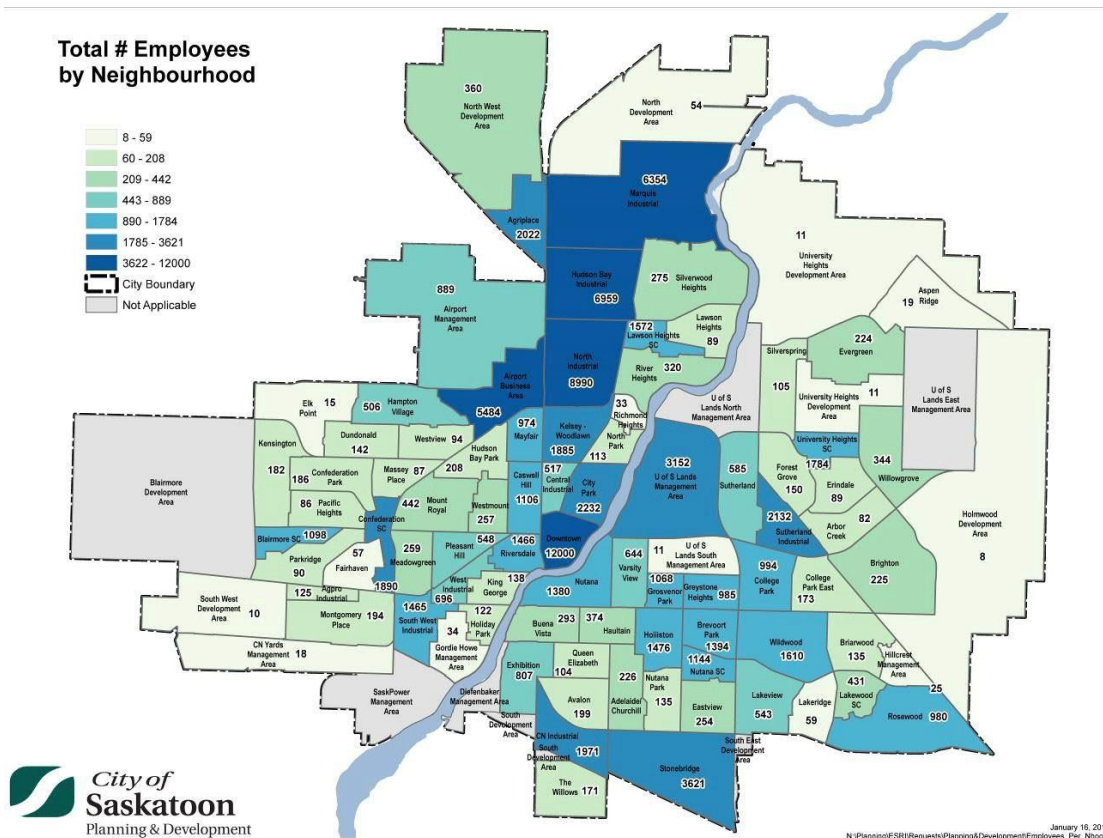 Total # Employees
by Neighbourhood
8 - 59
60 - 208
209 - 442
443 - 889
890 - 1784
1785 - 3621
3622 - 12000
City Boundary
Not Applicable
360
North West
Development
Area
54
North
Development
Area
6354
Marquis
Industrial
Agriplace
2022
11
University
Heights
Development Area
889
Airport
Management
Area
Hudson Bay
Industrial
6959
275
Silverwood
Heights
19
Aspen
Ridge
1572
Lawson Heights
SC
Lawson
Heights
89
224
Evergreen
North
Industrial
8990
River
Heights
320
Silverspring
105
Airport
Business
Area
5484
U of S
Lands North
Management Area
University Heights
Development
Area
11
U of S
Lands East
Management Area
Elk
Point
15
506
Hampton
Village
974
Mayfair
Kelsey -
Woodlawn
1885
33
Richmond
Heights
North
Park
113
University Heights
SC
1784
Kensington
182
Dundonald
142
Westview
94
Hudson
Bay Park
208
3152
U of S Lands
Management
Area
585
Sutherland
Forest
Grove
150
Erindale
89
344
Willowgrove
Blairmore
Development
Area
Confederation
Park
186
Massey
Place
87
Caswell
Hill
1106
517
Central
Industrial
City
Park
2232
86
Pacific
Heights
442
Mount
Royal
Westmount
257
2132
Sutherland
Industrial
82
Arbor
Creek
Holmwood
Development
Area
8
Confederation
SC
1890
Blairmore SC
1098
57
Fairhaven
259
Meadowgreen
Pleasant
Hill
548
1466
Riversdale
Downtown
12000
644
Varsity
View
11
U of S
Lands South
Management Area
994
College
Park
College
Park East
173
Brighton
225
Parkridge
90
125
Agpro
Industrial
West
Industrial
696
King
George
138
1380
Nutana
1068
Grosvenor
Park
Greystone
Heights
985
South West
Development
Area
10
Montgomery
Place
194
1465
South West
Industrial
122
Holiday
Park
34
Gordie Howe
Management
Area
Buena
Vista
293
374
Haultain
Holliston
1476
Brevoort
Park
1394
Wildwood
1610
Briarwood
135
Hillcrest
Management
Area
25
CN Yards
Management
Area
18
Exhibition
807
Queen
Elizabeth
104
226
Adelaide/
Churchill
Nutana
Park
135
1144
Nutana SC
431
Lakewood
SC
SaskPower
Management
Area
Diefenbaker
Management Area
Avalon
199
Eastview
254
Lakeview
543
Lakeridge
59
Rosewood
980
South
Development
Area
CN Industrial
1971
South
Development
Area
Stonebridge
3621
South East
Development
Area
The
Willows
171
City of
Saskatoon
Planning & Development
January 16, 201